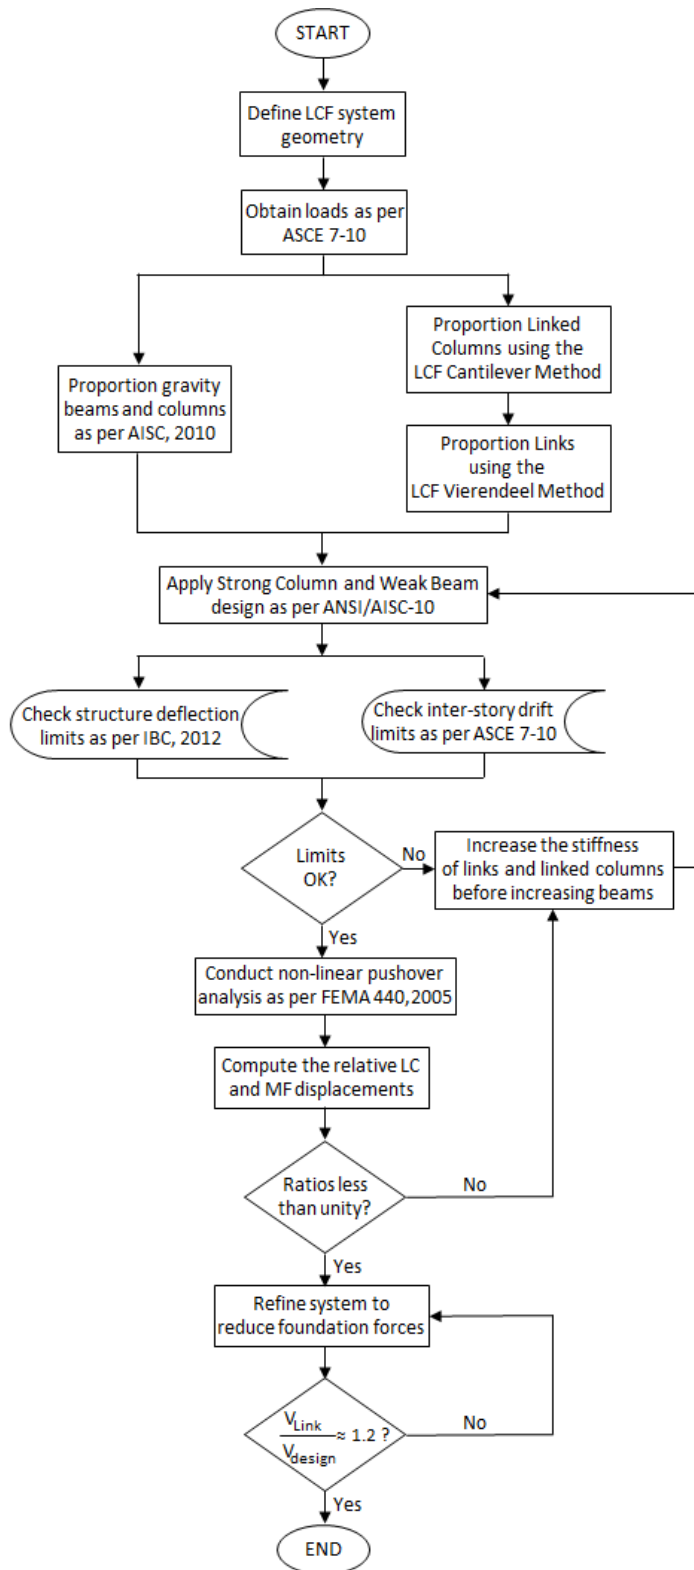 START
Define LCF system
geometry
Obtain loads as per
ASCE 7-10
Proportion gravity
beams and columns
as per AISC, 2010
Proportion Linked
Columns using the
LCF Cantilever Method
Proportion Links
using the
LCF Vierendeel Method
Apply Strong Column and Weak Beam
design as per ANSI/AISC-10
Check structure deflection
limits as per IBC, 2012
Check inter-story drift
limits as per ASCE 7-10
Limits
OK?
No
Increase the stiffness
of links and linked columns
before increasing beams
Yes
Conduct non-linear pushover
analysis as per FEMA 440,2005
Compute the relative LC
and MF displacements
Ratios less
than unity?
No
Yes
Refine system to
reduce foundation forces
V_Link / V_design ≈ 1.2 ?
No
Yes
END